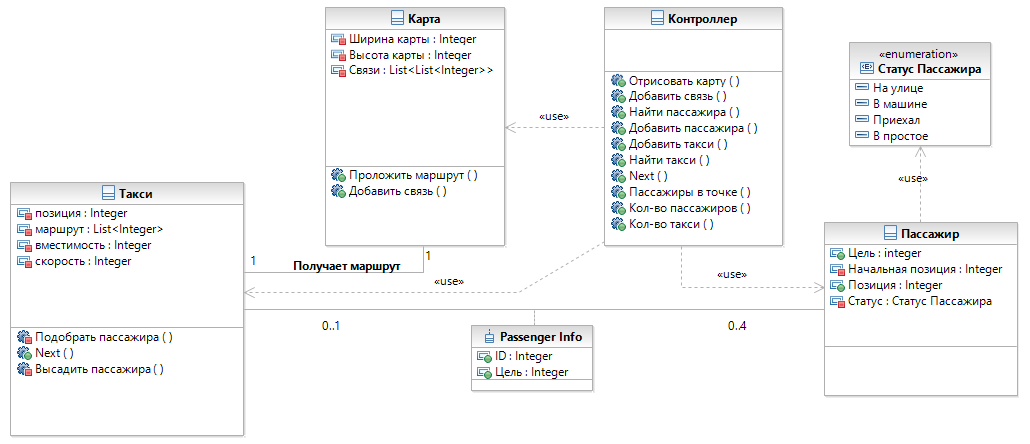 Карта
Ширина карты : Integer
Высота карты : Integer
Связи : List<List<Integer>>
Проложить маршрут ( )
Добавить связь ( )
Контроллер
Отрисовать карту ( )
Добавить связь ( )
Найти пассажира ( )
Добавить пассажира ( )
Добавить такси ( )
Найти такси ( )
Next ( )
Пассажиры в точке ( )
Кол-во пассажиров ( )
Кол-во такси ( )
«enumeration»
Статус Пассажира
На улице
В машине
Приехал
В простое
«use»
«use»
Такси
позиция : Integer
маршрут : List<Integer>
вместимость : Integer
скорость : Integer
Подобрать пассажира ( )
Next ( )
Высадить пассажира ( )
1
Получает маршрут
1
«use»
«use»
Пассажир
Цель : integer
Начальная позиция : Integer
Позиция : Integer
Статус : Статус Пассажира
0..1
0..4
Passenger Info
ID : Integer
Цель : Integer